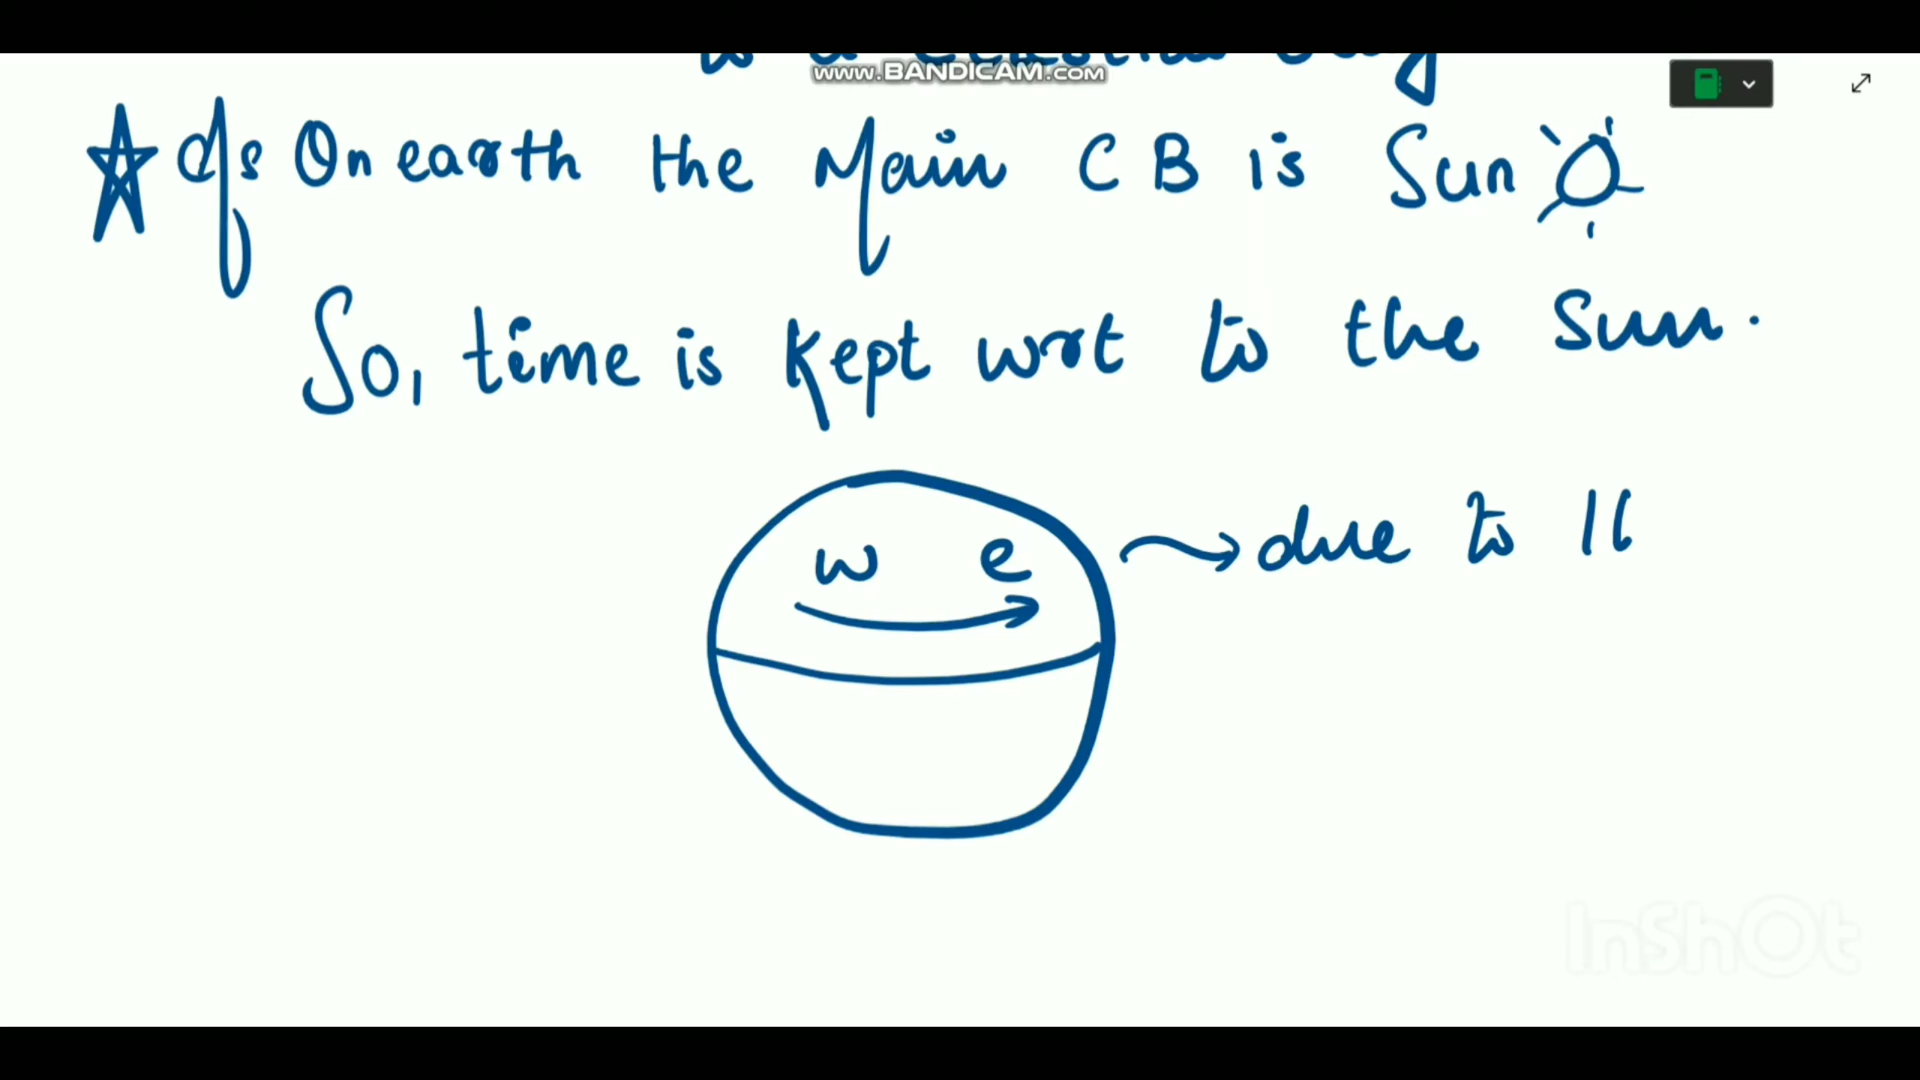 www.BANDICAM.com
As On earth the Main CB is Sun
So, time is kept wrt to the Sun.
w e
due to
InShOt